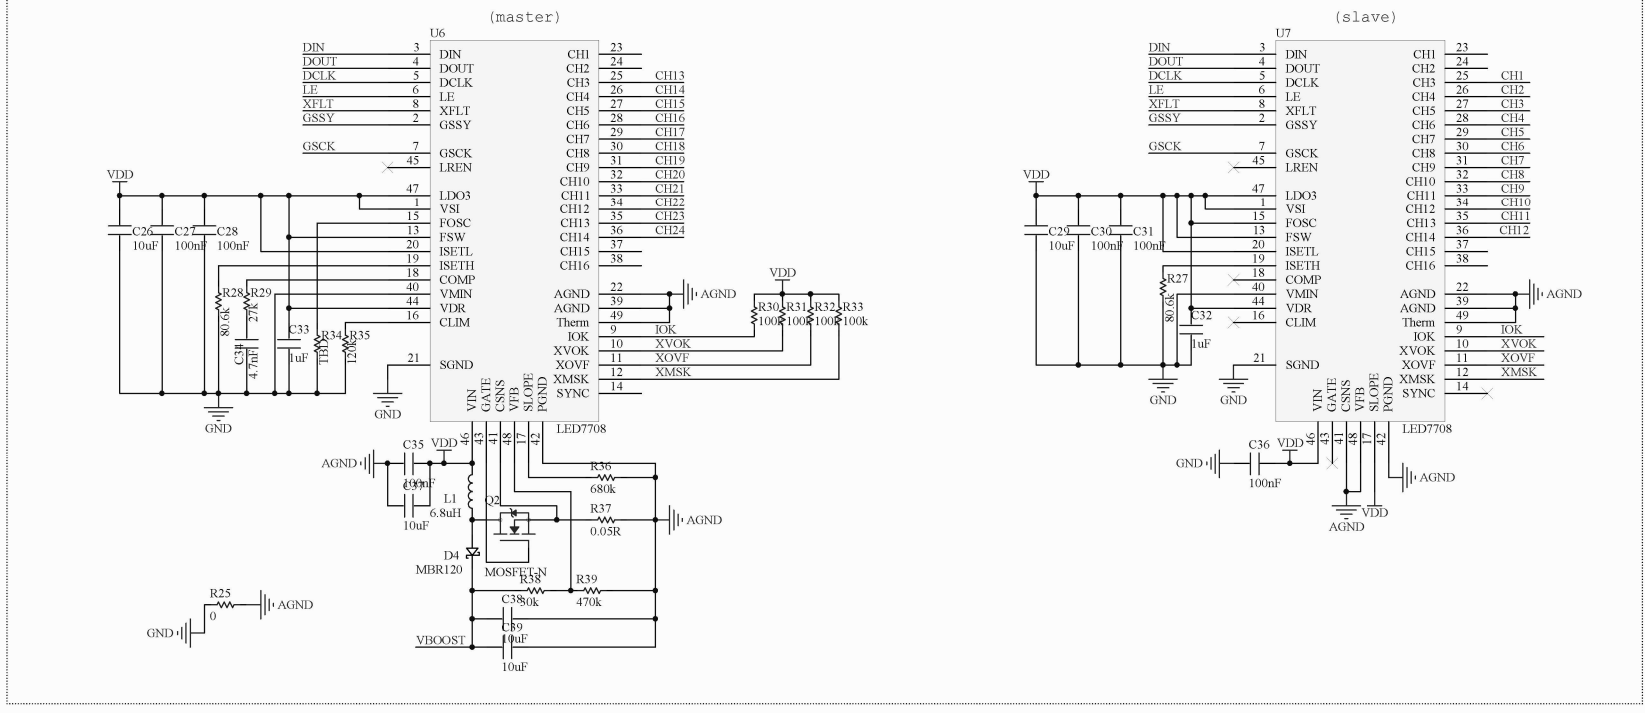 (master)
(slave)
U6
DIN 3 DIN CH1 23
DOUT 4 DOUT CH2 24
DCLK 5 DCLK CH3 25 CH13
LE 6 LE CH4 26 CH14
XFLT 8 XFLT CH5 27 CH15
GSSY 2 GSSY CH6 28 CH16
CH7 29 CH17
GSCK 7 GSCK CH8 30 CH18
45 LREN CH9 31 CH19
CH10 32 CH20
VDD
47 LDO3 CH11 33 CH21
1 VSI CH12 34 CH22
15 FOSC CH13 35 CH23
13 FSW CH14 36 CH24
20 ISETL CH15 37
19 ISETH CH16 38
18 COMP
40 VMIN AGND 22 AGND
44 VDR AGND 39
16 CLIM Therm 49
IOK 9 IOK
XVOK 10 XVOK
21 SGND XOVF 11 XOVF
XMSK 12 XMSK
SYNC 14
C26 C27 C28
10uF 100nF 100nF
R28 R29
80.6k 27k
C34 4.7nF
C33
1uF
R34 R35
TBD 120k
VDD
R30 R31 R32 R33
100k 100k 100k 100k
GND
GND
VIN GATE CSNS VFB SLOPE PGND
46 43 41 48 17 42
LED7708
AGND C35 VDD
100nF
C37
10uF
L1
6.8uH
Q2
MOSFET-N
D4
MBR120
R36
680k
R37
0.05R
AGND
R38 R39
30k 470k
C38
10uF
C39
10uF
VBOOST
R25
0
AGND
GND
U7
DIN 3 DIN CH1 23
DOUT 4 DOUT CH2 24
DCLK 5 DCLK CH3 25 CH1
LE 6 LE CH4 26 CH2
XFLT 8 XFLT CH5 27 CH3
GSSY 2 GSSY CH6 28 CH4
CH7 29 CH5
GSCK 7 GSCK CH8 30 CH6
45 LREN CH9 31 CH7
CH10 32 CH8
VDD
47 LDO3 CH11 33 CH9
1 VSI CH12 34 CH10
15 FOSC CH13 35 CH11
13 FSW CH14 36 CH12
20 ISETL CH15 37
19 ISETH CH16 38
18 COMP
40 VMIN AGND 22 AGND
44 VDR AGND 39
16 CLIM Therm 49
IOK 9 IOK
XVOK 10 XVOK
21 SGND XOVF 11 XOVF
XMSK 12 XMSK
SYNC 14
C29 C30 C31
10uF 100nF 100nF
R27
80.6k
C32
1uF
GND
GND
VIN GATE CSNS VFB SLOPE PGND
46 43 41 48 17 42
LED7708
GND C36 VDD
100nF
AGND
AGND
VDD